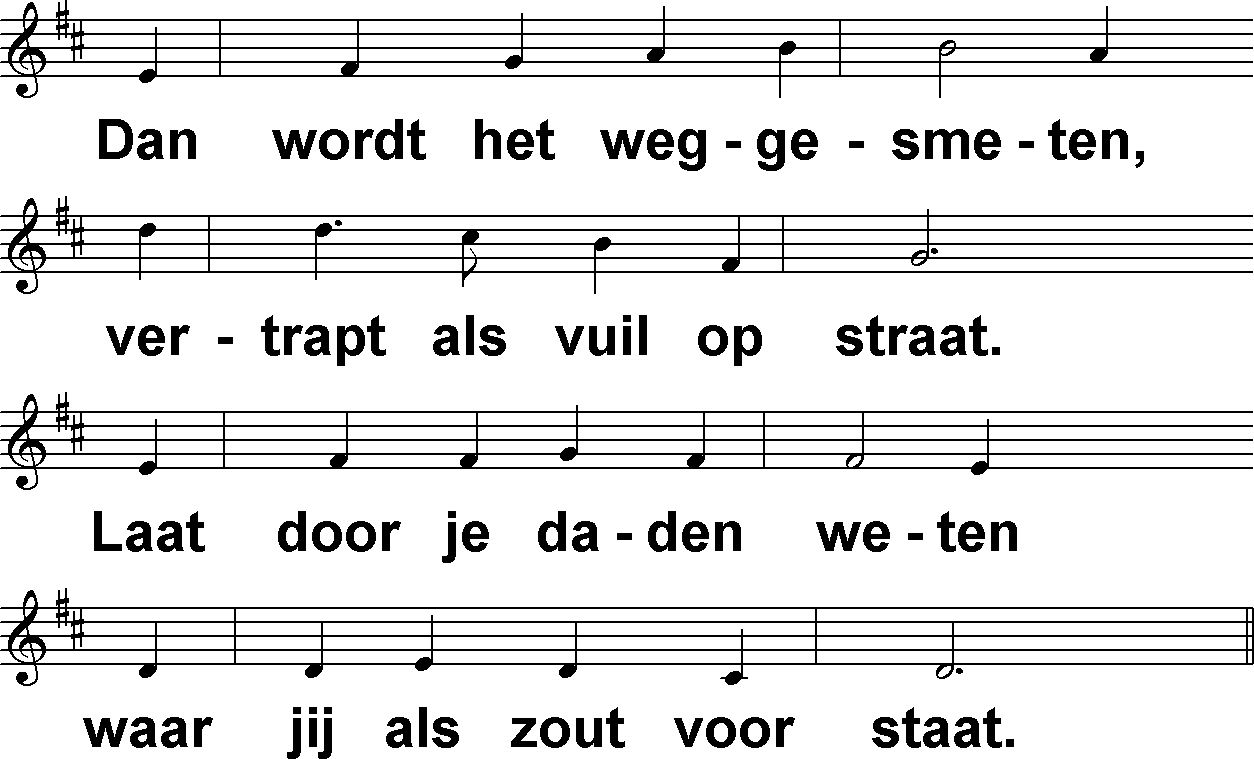 Dan wordt het weg - ge - sme - ten,
ver - trapt als vuil op straat.
Laat door je da - den we - ten
waar jij als zout voor staat.